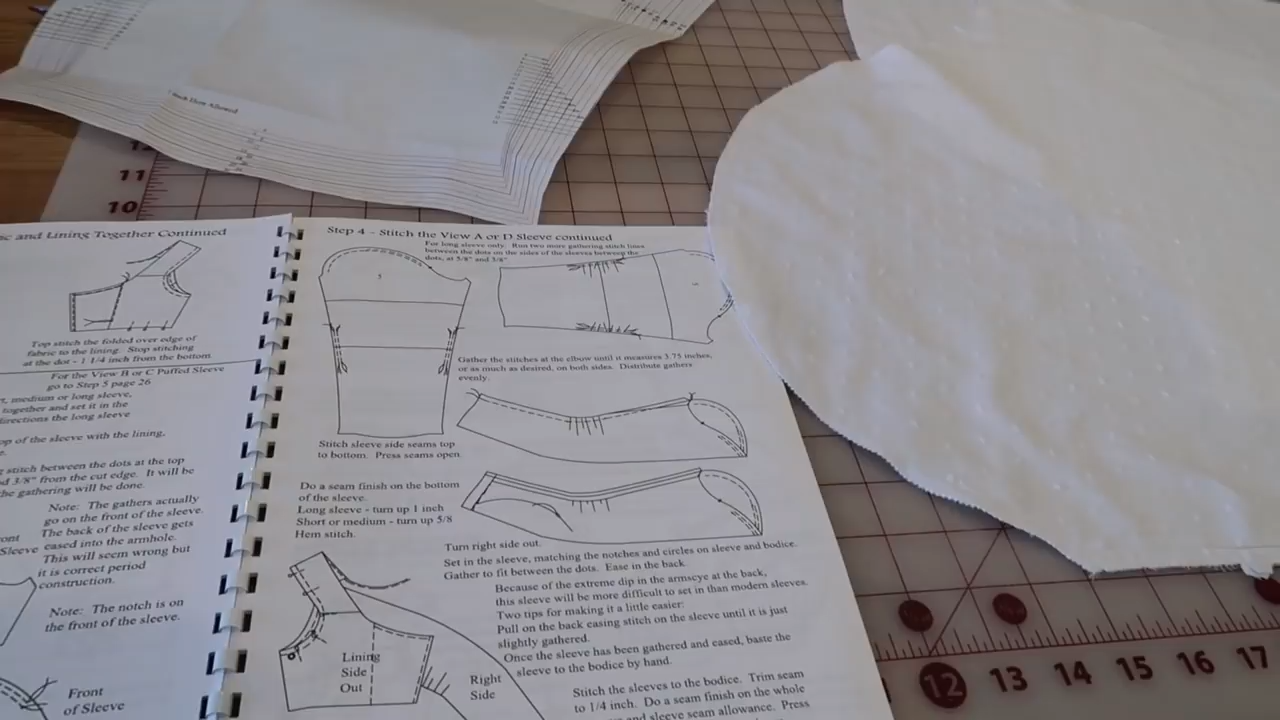 Inch Hem Allowed
11
10
ic and Lining Together Continued
Top stitch the folded over edge of
fabric to the lining. Stop stitching
at the dot - 1 1/4 inch from the bottom.
For the View B or C Puffed Sleeve
go to Step 5 page 26
t, medium or long sleeve,
together and set it in the
directions the long sleeve
op of the sleeve with the lining,
g stitch between the dots at the top
d 3/8" from the cut edge. It will be
he gathering will be done.
Note: The gathers actually
go on the front of the sleeve.
The back of the sleeve gets
eased into the armhole.
This will seem wrong but
it is correct period
construction.
ront
Sleeve
Note: The notch is on
the front of the sleeve.
Front
of Sleeve
Step 4 - Stitch the View A or D Sleeve continued
For long sleeve only: Run two more gathering stitch lines
between the dots on the sides of the sleeves between the
dots, at 5/8" and 3/8"
5
Gather the stitches at the elbow until it measures 3.75 inches,
or as much as desired, on both sides. Distribute gathers
evenly.
Stitch sleeve side seams top
to bottom. Press seams open.
Do a seam finish on the bottom
of the sleeve.
Long sleeve - turn up 1 inch
Short or medium - turn up 5/8
Hem stitch.
Turn right side out.
Set in the sleeve, matching the notches and circles on sleeve and bodice.
Gather to fit between the dots. Ease in the back.
Because of the extreme dip in the armscye at the back,
this sleeve will be more difficult to set in than modern sleeves.
Two tips for making it a little easier:
Pull on the back easing stitch on the sleeve until it is just
slightly gathered.
Once the sleeve has been gathered and eased, baste the
sleeve to the bodice by hand.
Lining
Side
Out
Right
Side
Stitch the sleeves to the bodice. Trim seam
to 1/4 inch. Do a seam finish on the whole
and sleeve seam allowance. Press
12 13 14 15 16 17